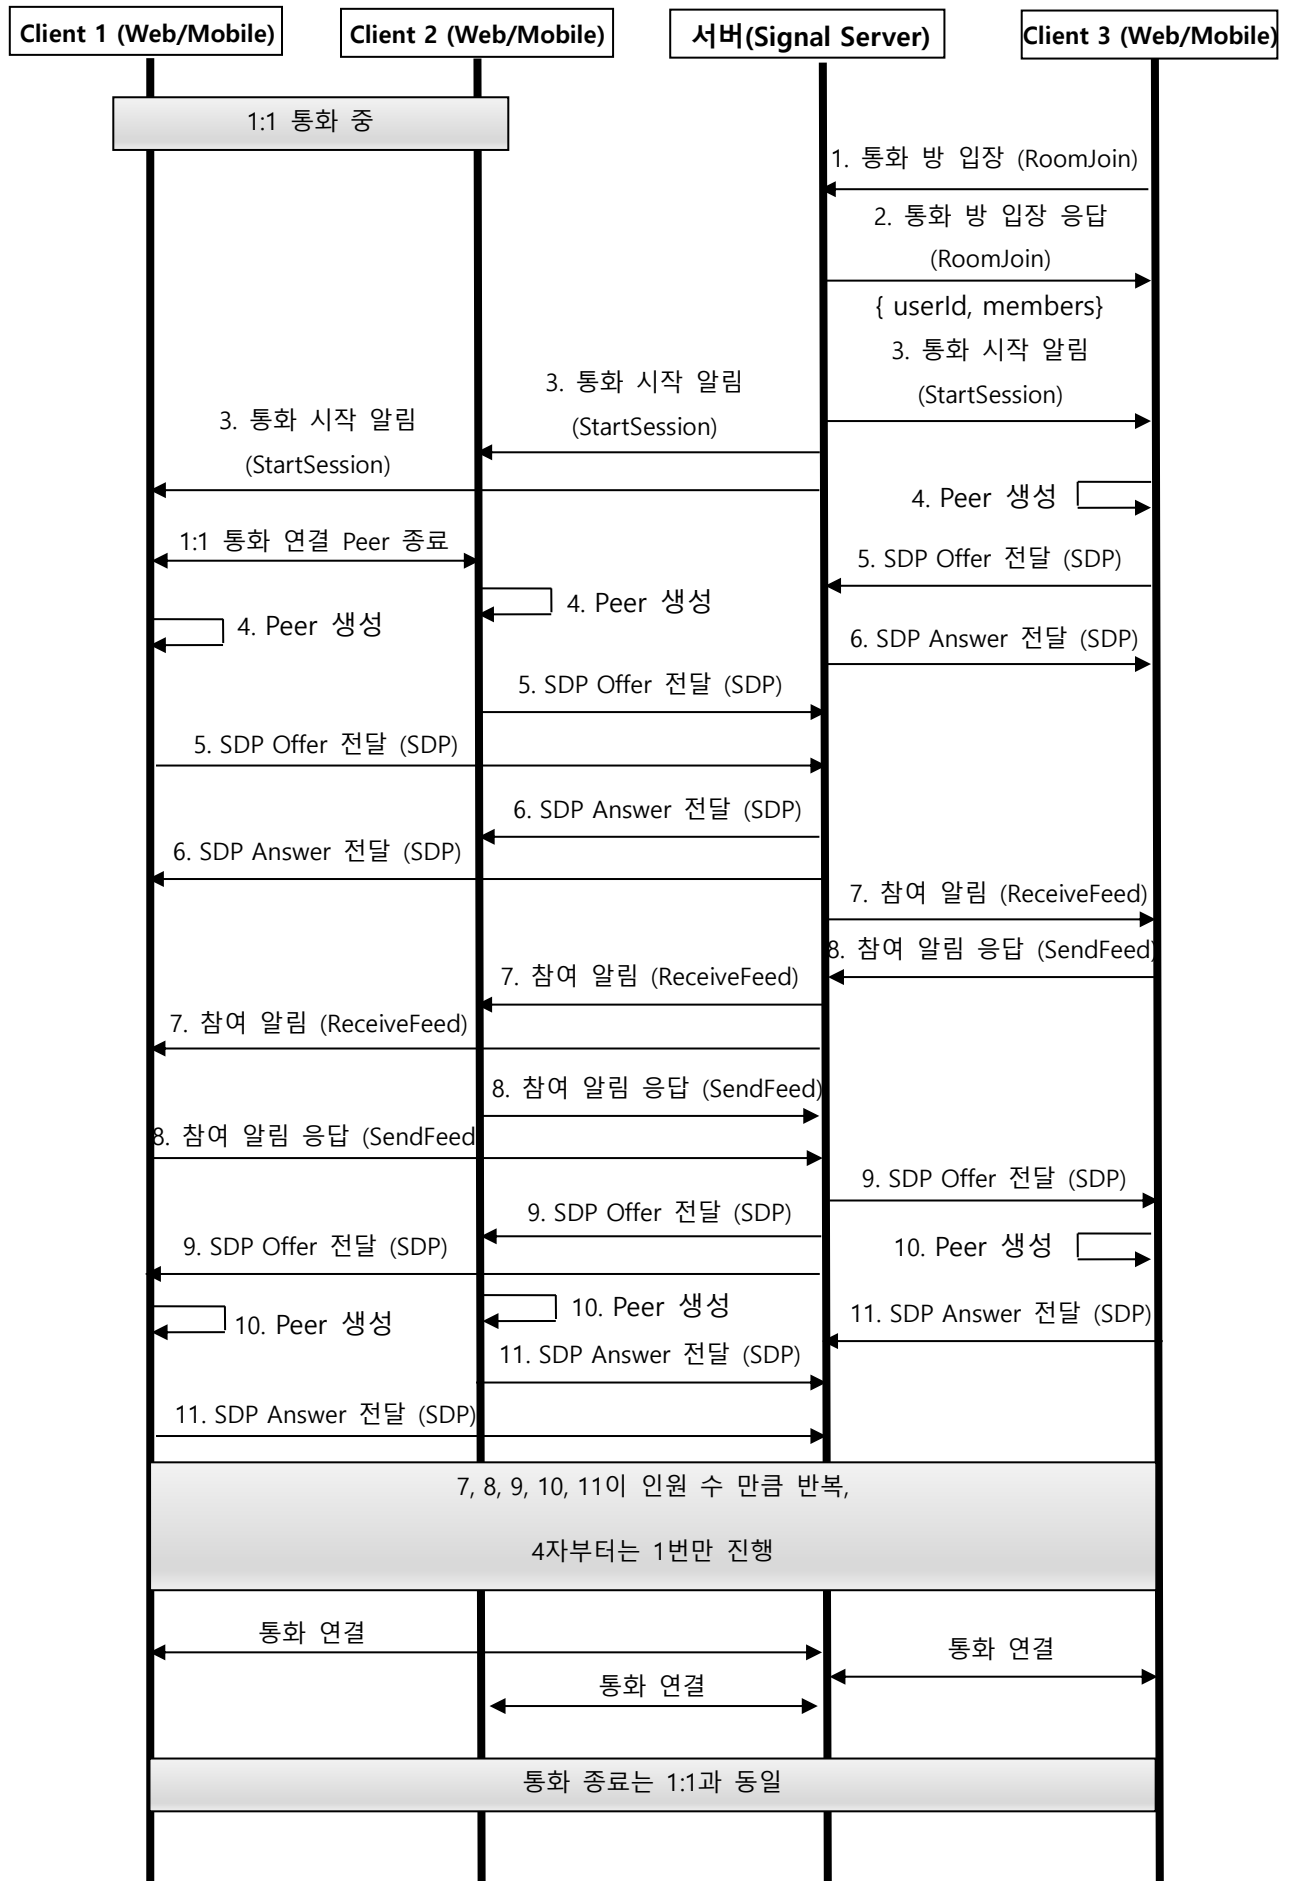 Client 1 (Web/Mobile)
Client 2 (Web/Mobile)
서버(Signal Server)
Client 3 (Web/Mobile)
1:1 통화 중
1. 통화 방 입장 (RoomJoin)
2. 통화 방 입장 응답
(RoomJoin)
{ userId, members}
3. 통화 시작 알림
(StartSession)
3. 통화 시작 알림
(StartSession)
3. 통화 시작 알림
(StartSession)
4. Peer 생성
1:1 통화 연결 Peer 종료
5. SDP Offer 전달 (SDP)
4. Peer 생성
4. Peer 생성
6. SDP Answer 전달 (SDP)
5. SDP Offer 전달 (SDP)
5. SDP Offer 전달 (SDP)
6. SDP Answer 전달 (SDP)
6. SDP Answer 전달 (SDP)
7. 참여 알림 (ReceiveFeed)
8. 참여 알림 응답 (SendFeed)
7. 참여 알림 (ReceiveFeed)
7. 참여 알림 (ReceiveFeed)
8. 참여 알림 응답 (SendFeed)
8. 참여 알림 응답 (SendFeed
9. SDP Offer 전달 (SDP)
9. SDP Offer 전달 (SDP)
9. SDP Offer 전달 (SDP)
10. Peer 생성
10. Peer 생성
10. Peer 생성
11. SDP Answer 전달 (SDP)
11. SDP Answer 전달 (SDP)
11. SDP Answer 전달 (SDP)
7, 8, 9, 10, 11이 인원 수 만큼 반복,
4자부터는 1번만 진행
통화 연결
통화 연결
통화 연결
통화 종료는 1:1과 동일